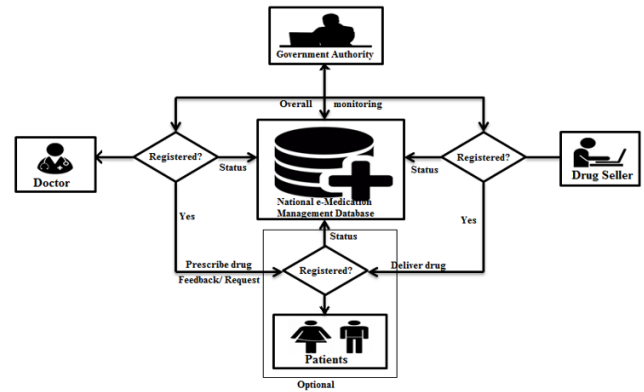 Government Authority
Overall monitoring
Registered?
Registered?
Doctor
Status
Status
Drug Seller
National e-Medication
Management Database
Yes
Yes
Status
Prescribe drug
Feedback/ Request
Registered?
Deliver drug
Patients
Optional